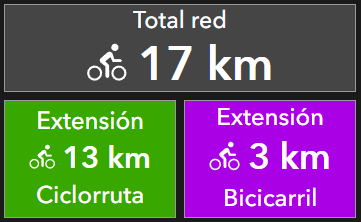 Total red
17 km
Extensión
13 km
Ciclorruta
Extensión
3 km
Bicicarril